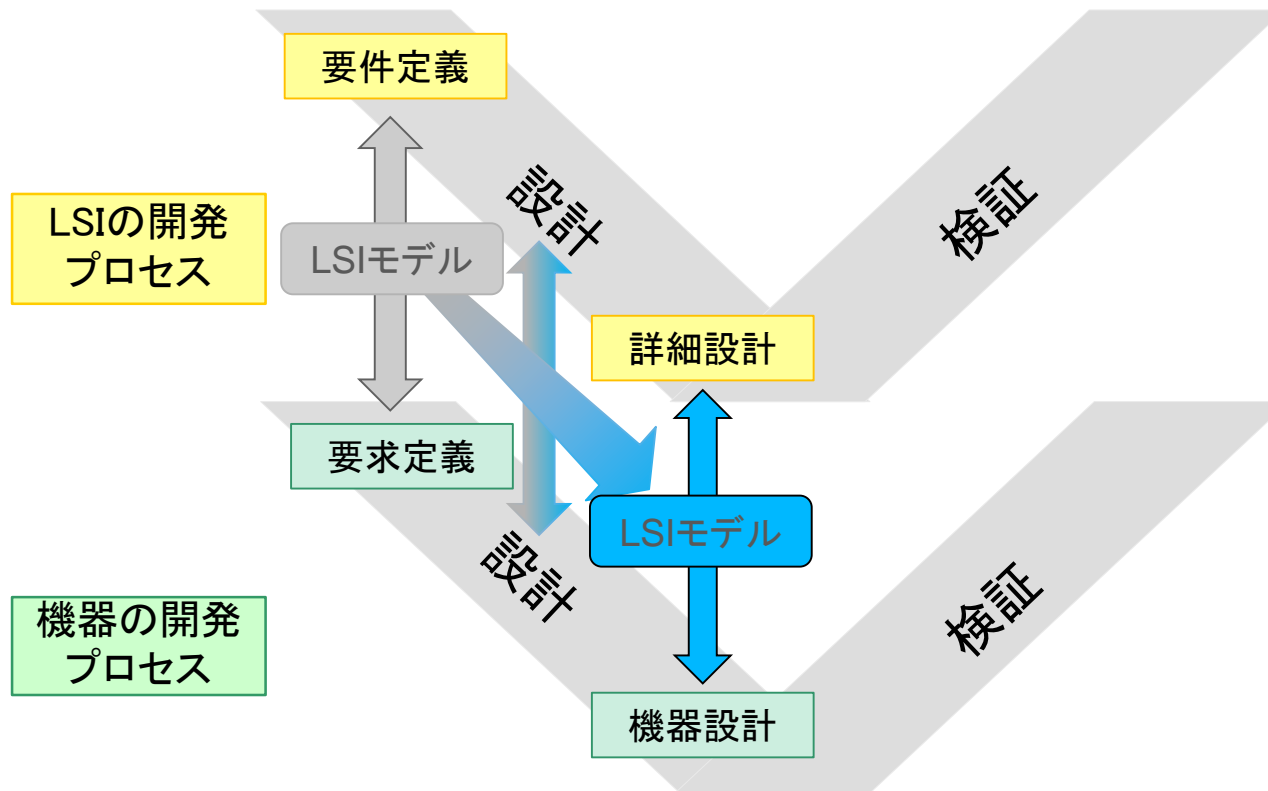 要件定義
設計
検証
LSIの開発
プロセス
LSIモデル
詳細設計
要求定義
設計
LSIモデル
検証
機器の開発
プロセス
機器設計